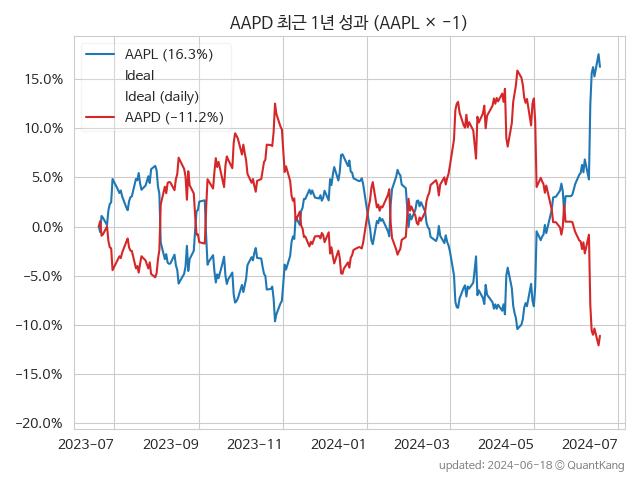 AAPD 최근 1년 성과 (AAPL × −1)
AAPL (16.3%)
Ideal
Ideal (daily)
AAPD (−11.2%)
15.0%
10.0%
5.0%
0.0%
−5.0%
−10.0%
−15.0%
−20.0%
2023−07 2023−09 2023−11 2024−01 2024−03 2024−05 2024−07
updated: 2024−06−18 ⓒ QuantKang